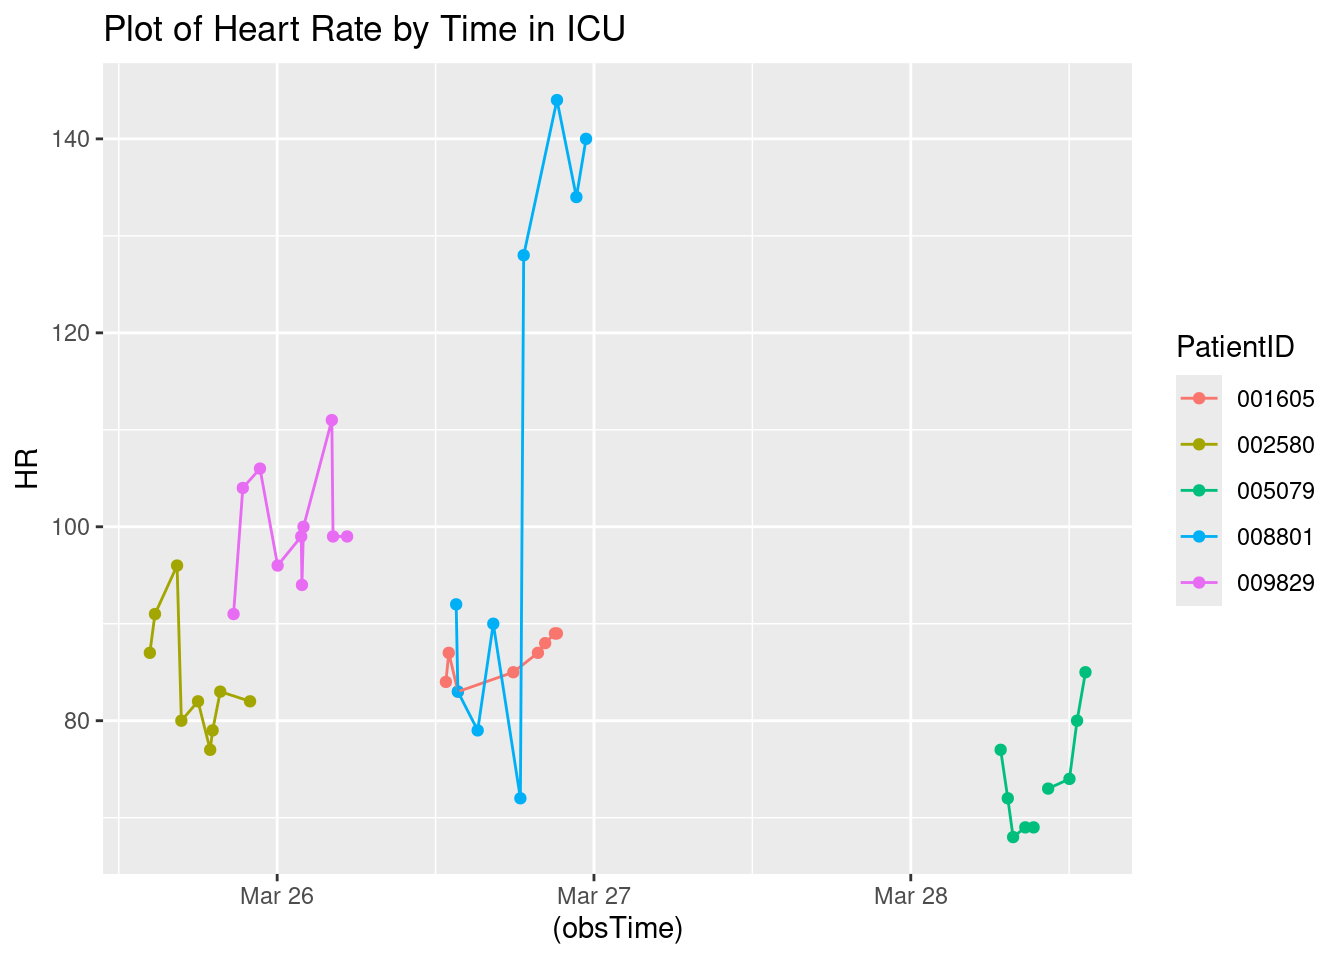 Plot of Heart Rate by Time in ICU
140
120
100
80
HR
Mar 26
Mar 27
Mar 28
(obsTime)
PatientID
001605
002580
005079
008801
009829